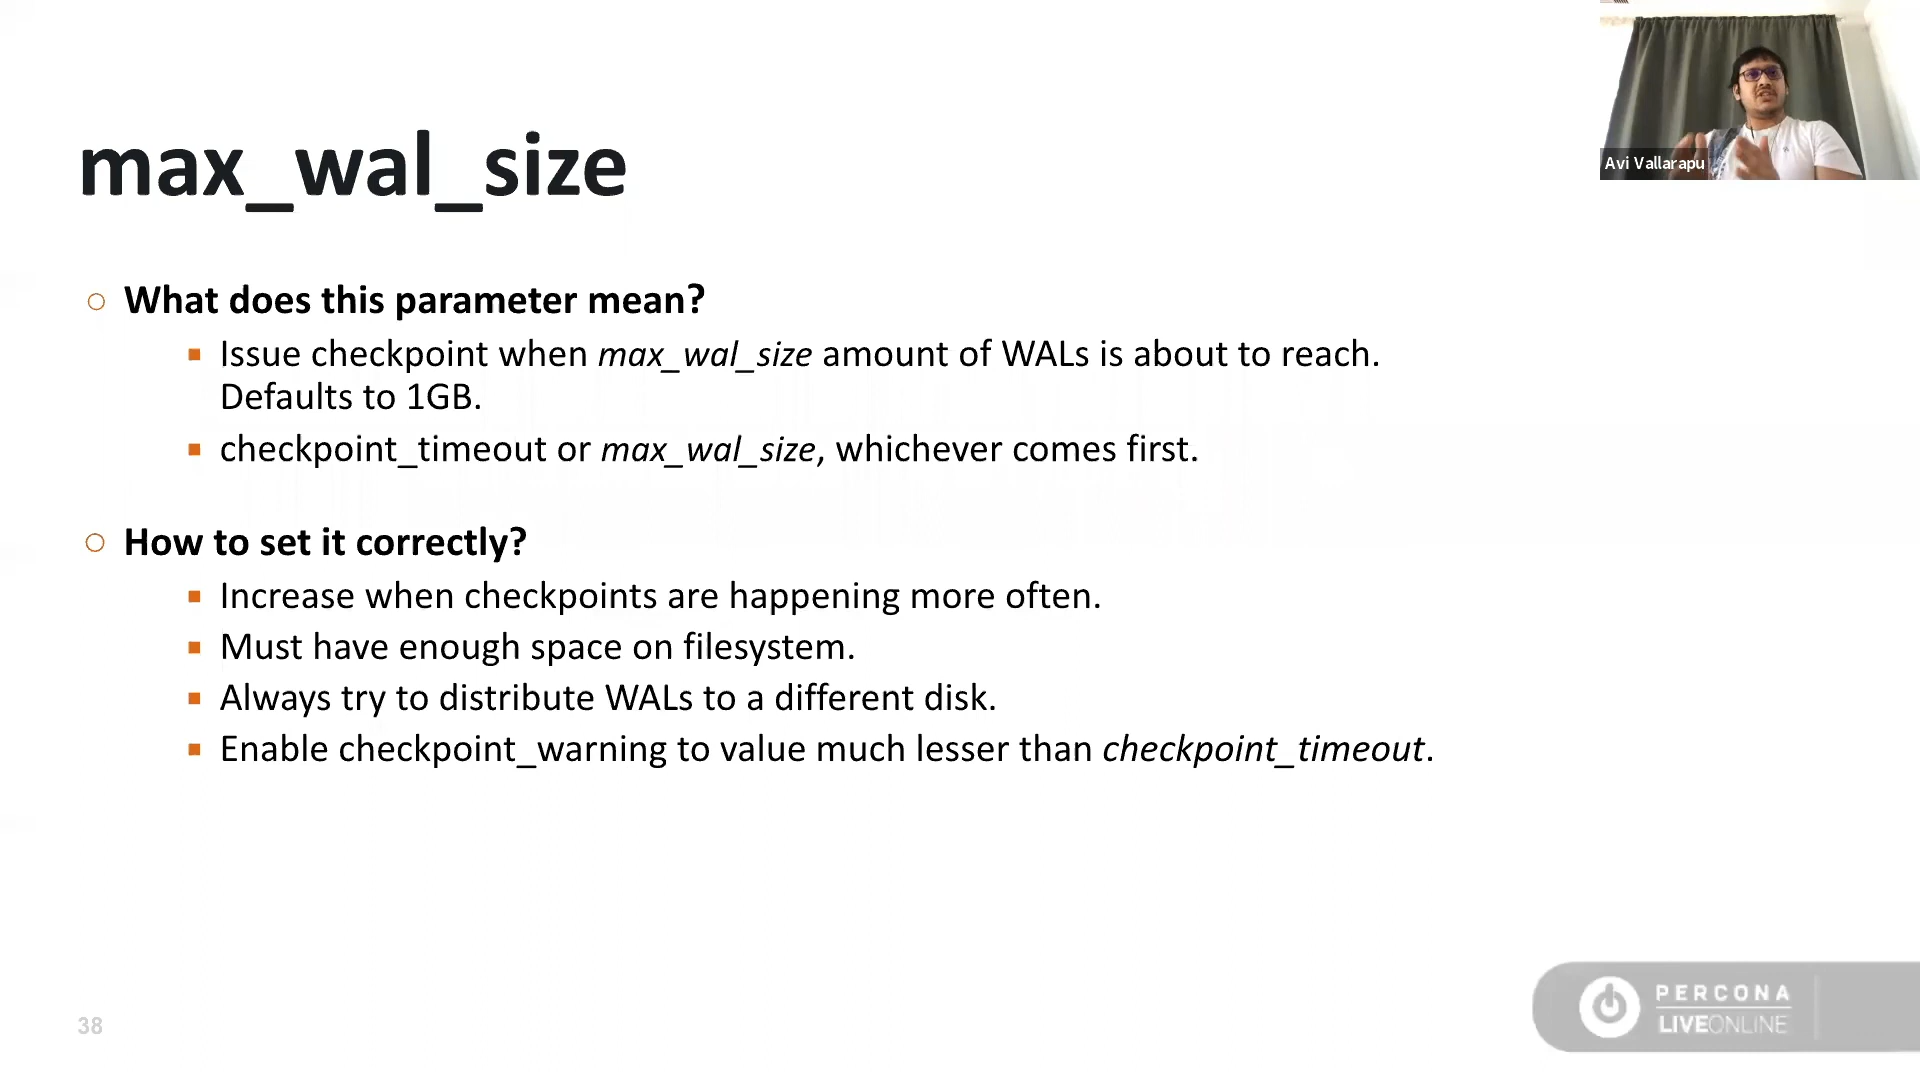 max_wal_size
Avi Vallarapu
○ What does this parameter mean?
▪ Issue checkpoint when max_wal_size amount of WALs is about to reach.
Defaults to 1GB.
▪ checkpoint_timeout or max_wal_size, whichever comes first.
○ How to set it correctly?
▪ Increase when checkpoints are happening more often.
▪ Must have enough space on filesystem.
▪ Always try to distribute WALs to a different disk.
▪ Enable checkpoint_warning to value much lesser than checkpoint_timeout.
38
PERCONA
LIVEONLINE